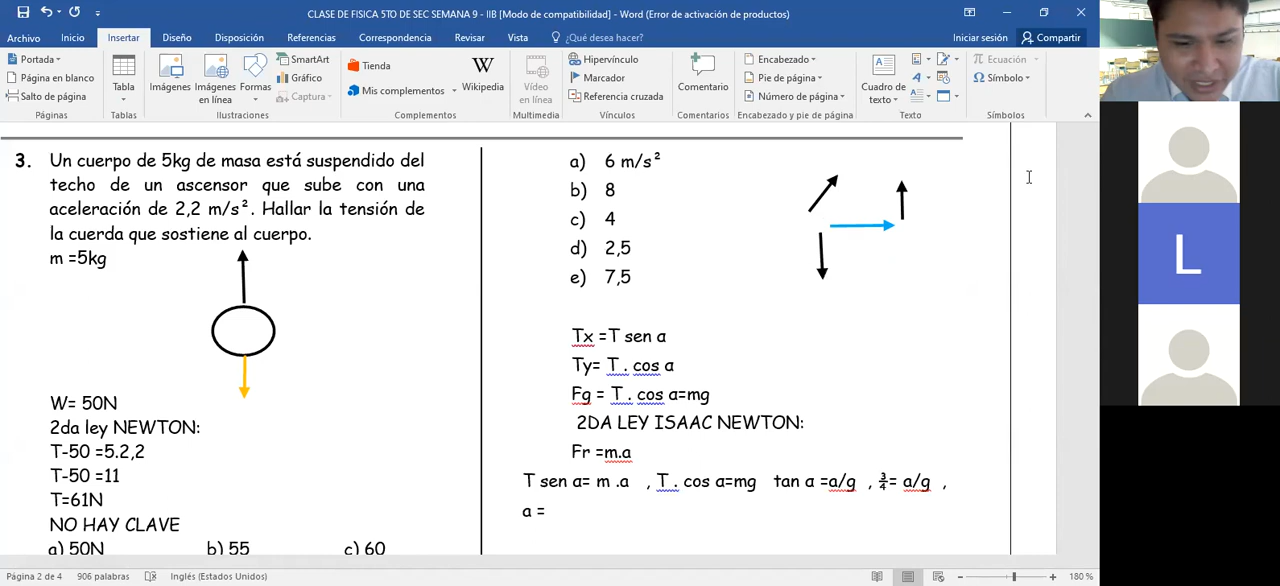 CLASE DE FISICA 5TO DE SEC SEMANA 9 - IIB [Modo de compatibilidad] - Word (Error de activación de productos)
Archivo Inicio Insertar Diseño Disposición Referencias Correspondencia Revisar Vista ¿Qué desea hacer? Iniciar sesión Compartir
Portada
Página en blanco
Salto de página
Páginas
Tabla
Tablas
Imágenes
Imágenes en línea
Formas
SmartArt
Gráfico
Captura
Ilustraciones
Tienda
Mis complementos
W
Wikipedia
Complementos
Vídeo en línea
Multimedia
Hipervínculo
Marcador
Referencia cruzada
Vínculos
Comentario
Comentarios
Encabezado
Pie de página
Número de página
Encabezado y pie de página
Cuadro de texto
Texto
Ecuación
Símbolo
Símbolos
3. Un cuerpo de 5kg de masa está suspendido del
techo de un ascensor que sube con una
aceleración de 2,2 m/s². Hallar la tensión de
la cuerda que sostiene al cuerpo.
m =5kg
W= 50N
2da ley NEWTON:
T-50 =5.2,2
T-50 =11
T=61N
NO HAY CLAVE
a) 50N b) 55 c) 60
a) 6 m/s²
b) 8
c) 4
d) 2,5
e) 7,5
Tx =T sen a
Ty= T . cos a
Fg = T . cos a=mg
2DA LEY ISAAC NEWTON:
Fr =m.a
T sen a= m .a , T . cos a=mg tan a =a/g , ¾= a/g ,
a =
L
Página 2 de 4 906 palabras Inglés (Estados Unidos) 180 %